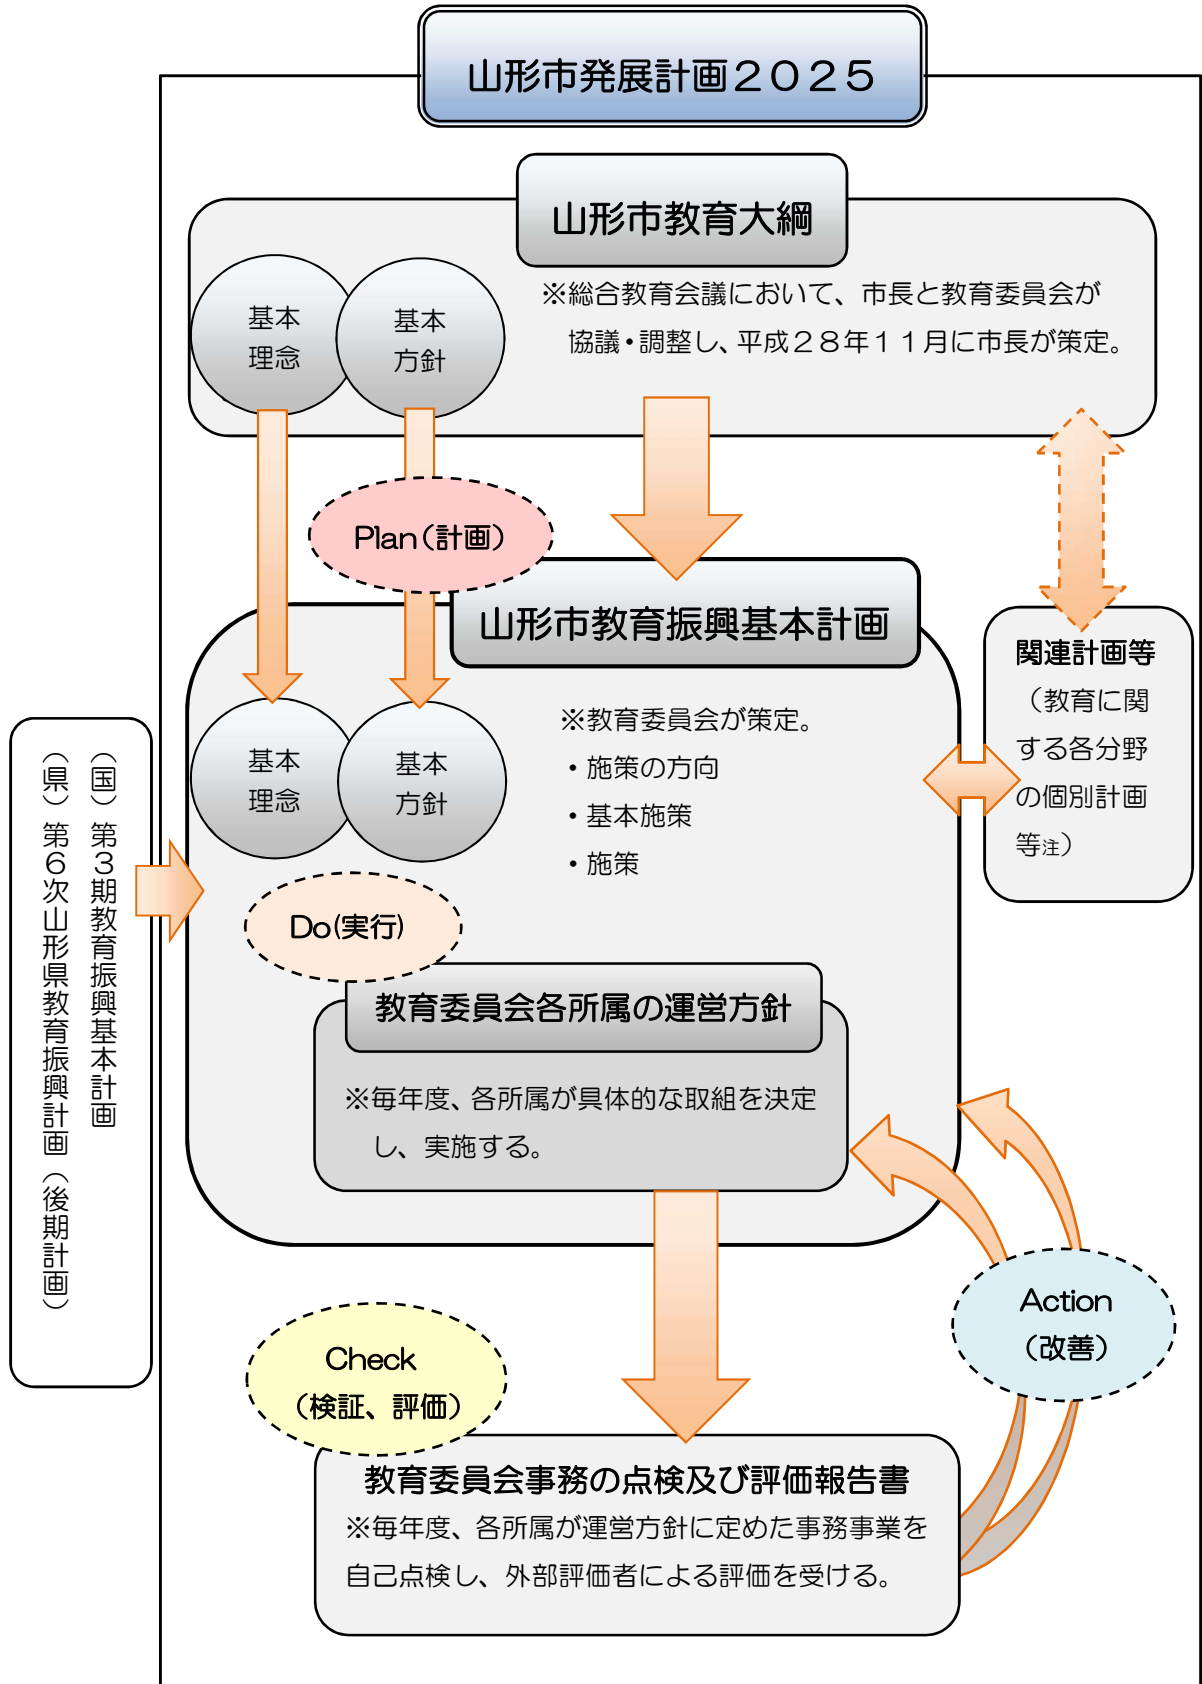 山形市発展計画２０２５
山形市教育大綱
基本
理念
基本
方針
※総合教育会議において、市長と教育委員会が
協議・調整し、平成２８年１１月に市長が策定。
Plan（計画）
山形市教育振興基本計画
関連計画等
（教育に関
する各分野
の個別計画
等注）
基本
理念
基本
方針
※教育委員会が策定。
・施策の方向
・基本施策
・施策
（国）第３期教育振興基本計画
（県）第６次山形県教育振興計画（後期計画）
Do(実行)
教育委員会各所属の運営方針
※毎年度、各所属が具体的な取組を決定
し、実施する。
Action
（改善）
Check
（検証、評価）
教育委員会事務の点検及び評価報告書
※毎年度、各所属が運営方針に定めた事務事業を
自己点検し、外部評価者による評価を受ける。